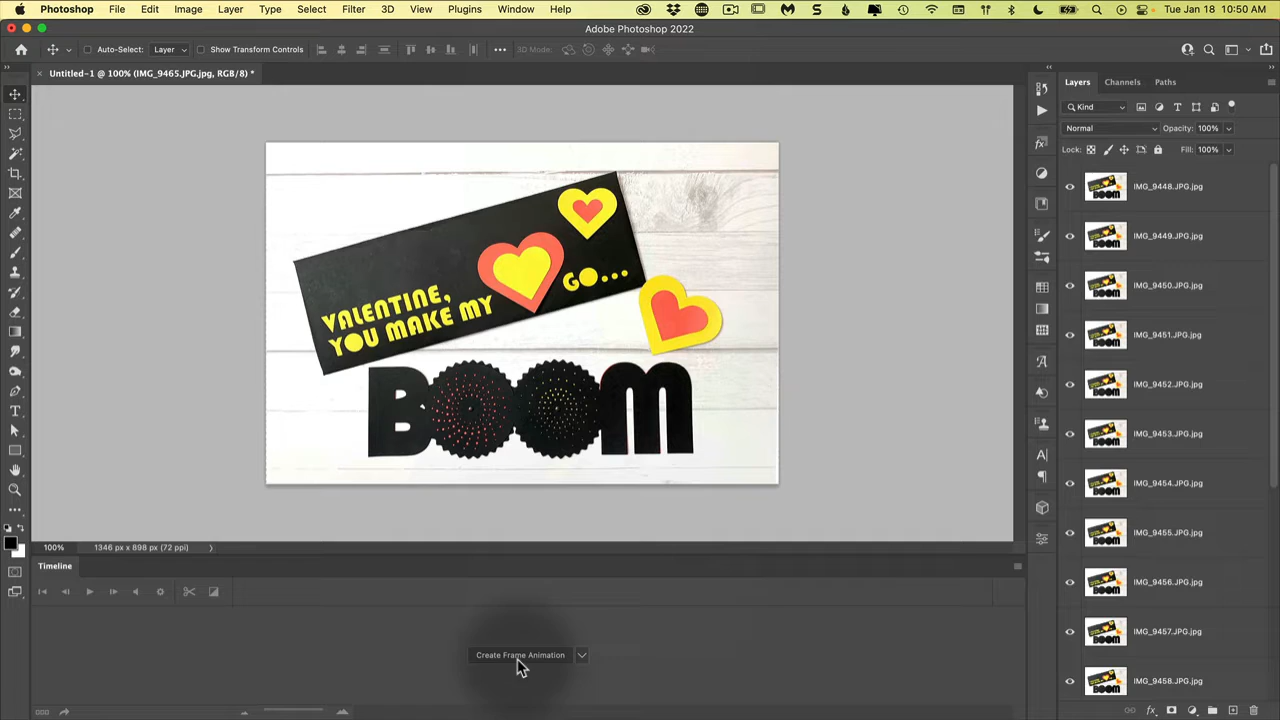 Photoshop File Edit Image Layer Type Select Filter 3D View Plugins Window Help Tue Jan 18 10:50 AM
Adobe Photoshop 2022
Auto-Select: Layer Show Transform Controls 3D Mode:
Untitled-1 @ 100% (IMG_9465.JPG.jpg, RGB/8) *
Layers Channels Paths
Kind
Normal Opacity: 100%
Lock: Fill: 100%
IMG_9448.JPG.jpg
IMG_9449.JPG.jpg
IMG_9450.JPG.jpg
IMG_9451.JPG.jpg
IMG_9452.JPG.jpg
IMG_9453.JPG.jpg
IMG_9454.JPG.jpg
IMG_9455.JPG.jpg
IMG_9456.JPG.jpg
IMG_9457.JPG.jpg
IMG_9458.JPG.jpg
VALENTINE,
YOU MAKE MY
GO...
BOOM
100% 1346 px x 898 px (72 ppi)
Timeline
Create Frame Animation